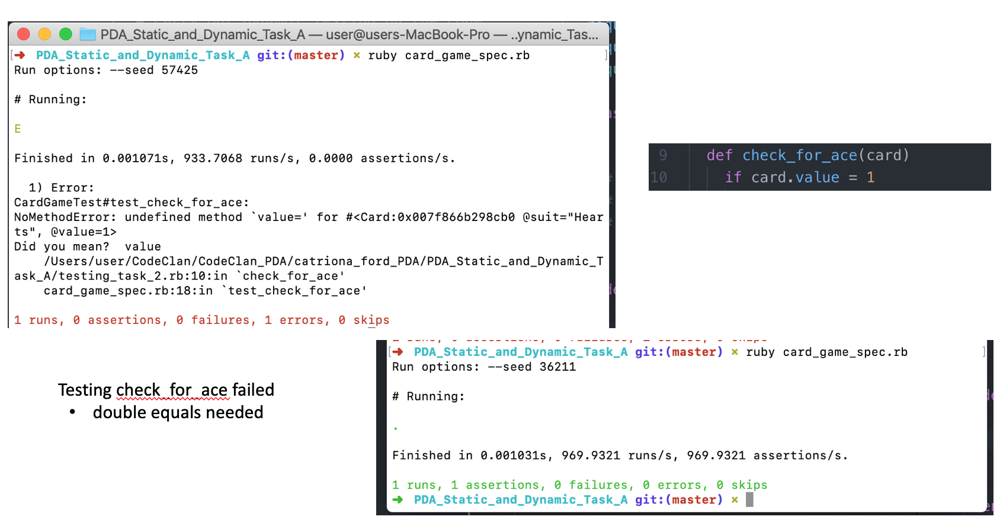 PDA_Static_and_Dynamic_Task_A — user@users-MacBook-Pro — ..ynamic_Tas...
[➜ PDA_Static_and_Dynamic_Task_A git:(master) × ruby card_game_spec.rb ]
Run options: --seed 57425
# Running:
E
Finished in 0.001071s, 933.7068 runs/s, 0.0000 assertions/s.
1) Error:
CardGameTest#test_check_for_ace:
NoMethodError: undefined method `value=' for #<Card:0x007f866b298cb0 @suit="Hear
ts", @value=1>
Did you mean?  value
/Users/user/CodeClan/CodeClan_PDA/catriona_ford_PDA/PDA_Static_and_Dynamic_T
ask_A/testing_task_2.rb:10:in `check_for_ace'
card_game_spec.rb:18:in `test_check_for_ace'
1 runs, 0 assertions, 0 failures, 1 errors, 0 skips
9 def check_for_ace(card)
10 if card.value = 1
Testing check_for_ace failed
• double equals needed
[➜ PDA_Static_and_Dynamic_Task_A git:(master) × ruby card_game_spec.rb ]
Run options: --seed 36211
# Running:
.
Finished in 0.001031s, 969.9321 runs/s, 969.9321 assertions/s.
1 runs, 1 assertions, 0 failures, 0 errors, 0 skips
➜ PDA_Static_and_Dynamic_Task_A git:(master) ×